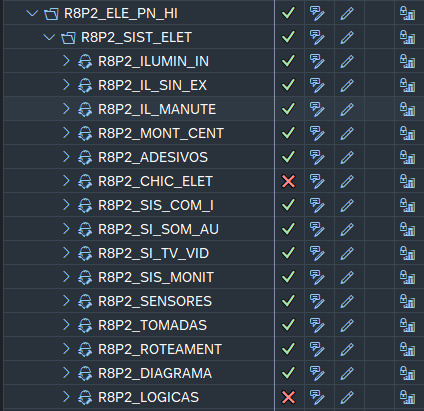 R8P2_ELE_PN_HI
R8P2_SIST_ELET
R8P2_ILUMIN_IN
R8P2_IL_SIN_EX
R8P2_IL_MANUTE
R8P2_MONT_CENT
R8P2_ADESIVOS
R8P2_CHIC_ELET
R8P2_SIS_COM_I
R8P2_SI_SOM_AU
R8P2_SI_TV_VID
R8P2_SIS_MONIT
R8P2_SENSORES
R8P2_TOMADAS
R8P2_ROTEAMENT
R8P2_DIAGRAMA
R8P2_LOGICAS